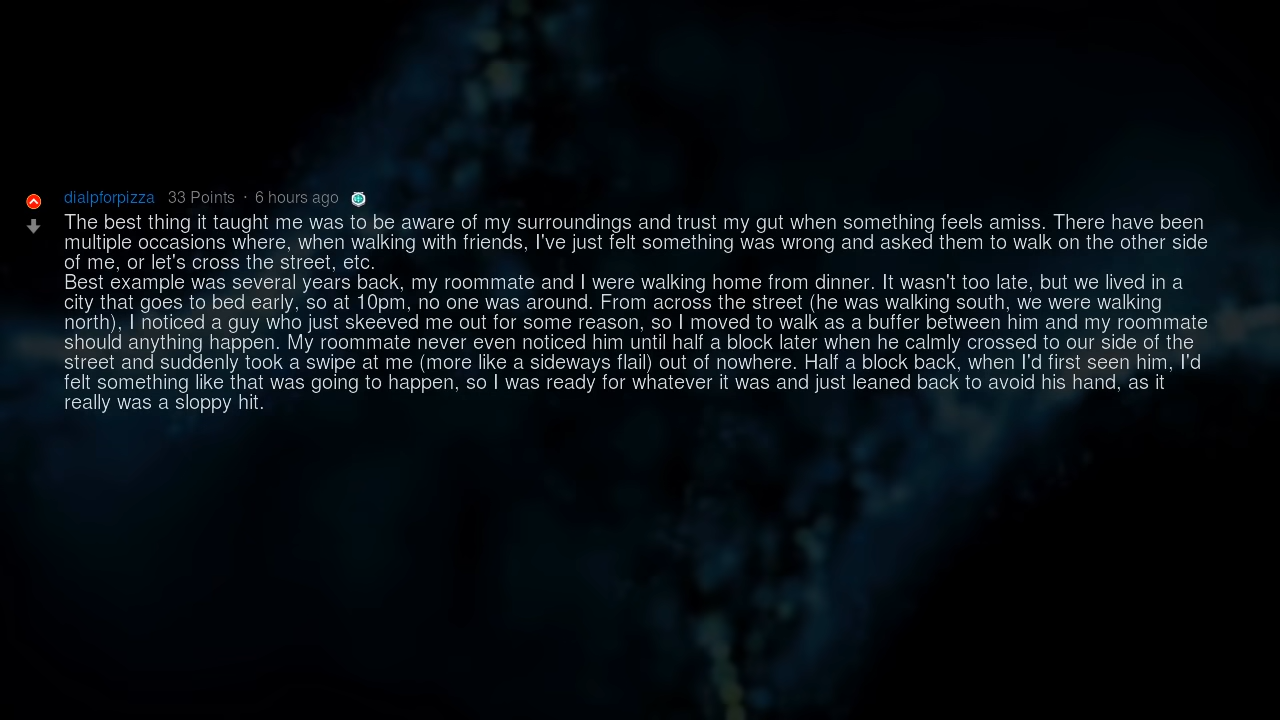 dialpforpizza 33 Points · 6 hours ago
The best thing it taught me was to be aware of my surroundings and trust my gut when something feels amiss. There have been
multiple occasions where, when walking with friends, I've just felt something was wrong and asked them to walk on the other side
of me, or let's cross the street, etc.
Best example was several years back, my roommate and I were walking home from dinner. It wasn't too late, but we lived in a
city that goes to bed early, so at 10pm, no one was around. From across the street (he was walking south, we were walking
north), I noticed a guy who just skeeved me out for some reason, so I moved to walk as a buffer between him and my roommate
should anything happen. My roommate never even noticed him until half a block later when he calmly crossed to our side of the
street and suddenly took a swipe at me (more like a sideways flail) out of nowhere. Half a block back, when I'd first seen him, I'd
felt something like that was going to happen, so I was ready for whatever it was and just leaned back to avoid his hand, as it
really was a sloppy hit.